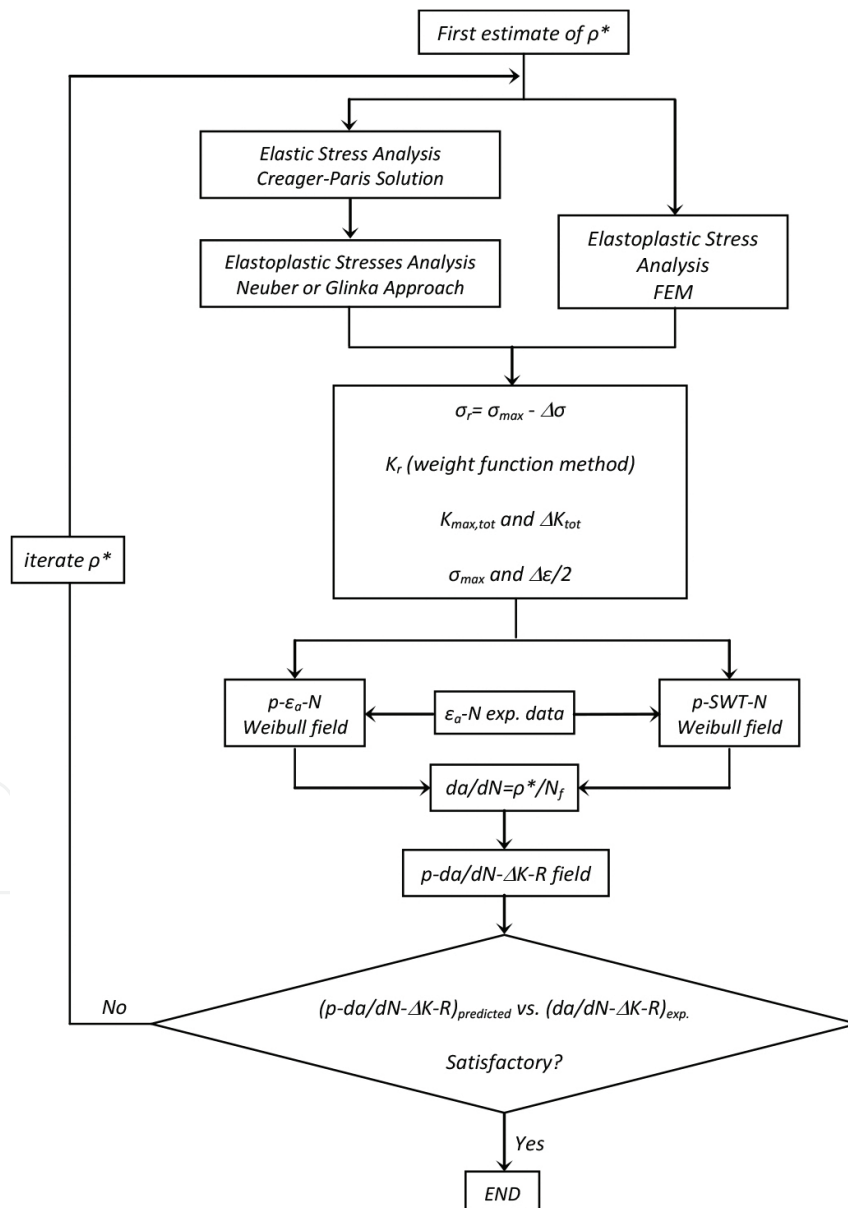 First estimate of ρ*
Elastic Stress Analysis
Creager-Paris Solution
Elastoplastic Stresses Analysis
Neuber or Glinka Approach
Elastoplastic Stress
Analysis
FEM
σr= σmax - Δσ
Kr (weight function method)
Kmax,tot and ΔKtot
σmax and Δε/2
iterate ρ*
p-εa-N
Weibull field
εa-N exp. data
p-SWT-N
Weibull field
da/dN=ρ*/Nf
p-da/dN-ΔK-R field
No
(p-da/dN-ΔK-R)predicted vs. (da/dN-ΔK-R)exp.
Satisfactory?
Yes
END